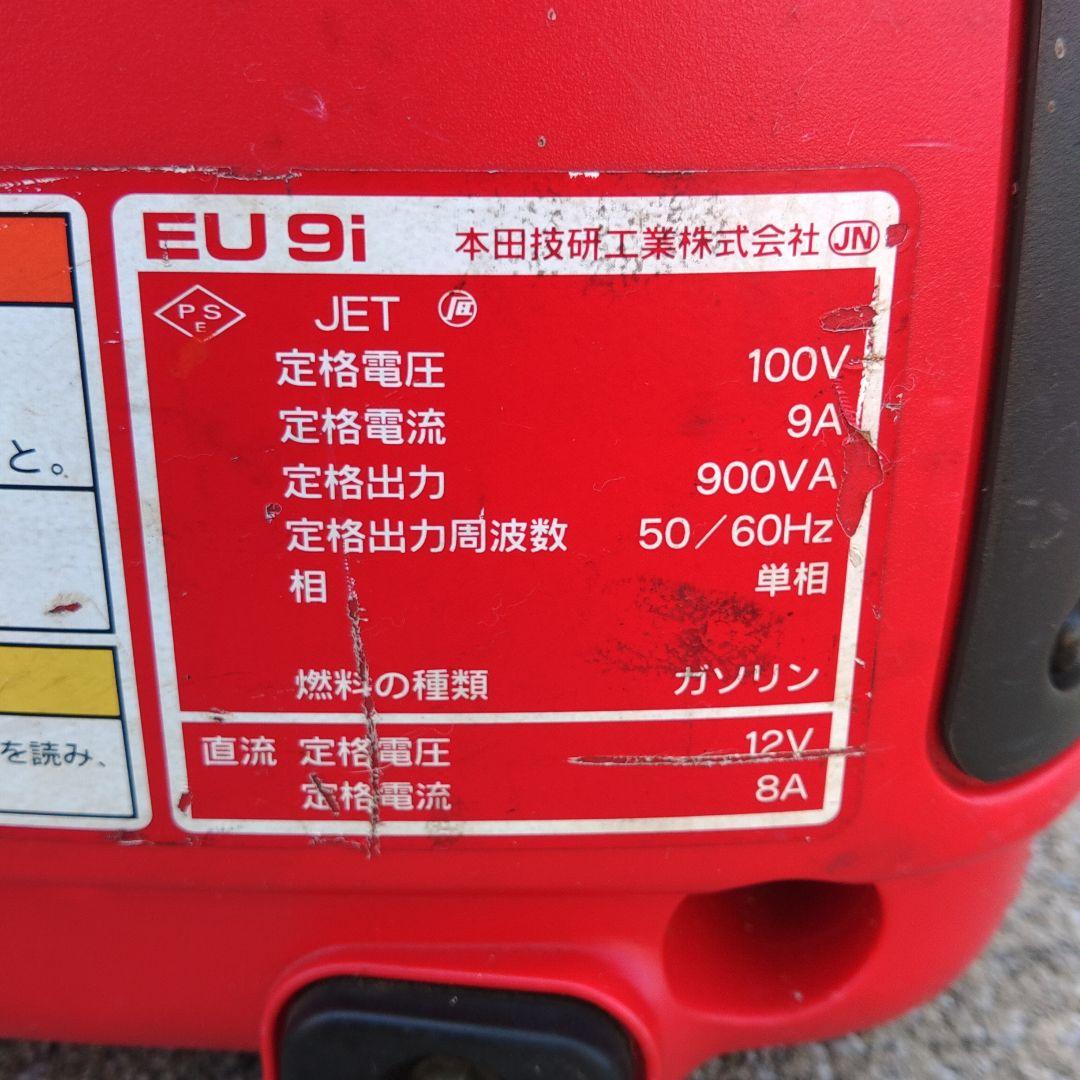 EU9i 本田技研工業株式会社 JN
PSE JET
定格電圧 100V
定格電流 9A
定格出力 900VA
定格出力周波数 50/60Hz
相 単相
燃料の種類 ガソリン
直流 定格電圧 12V
定格電流 8A
と。
を読み、